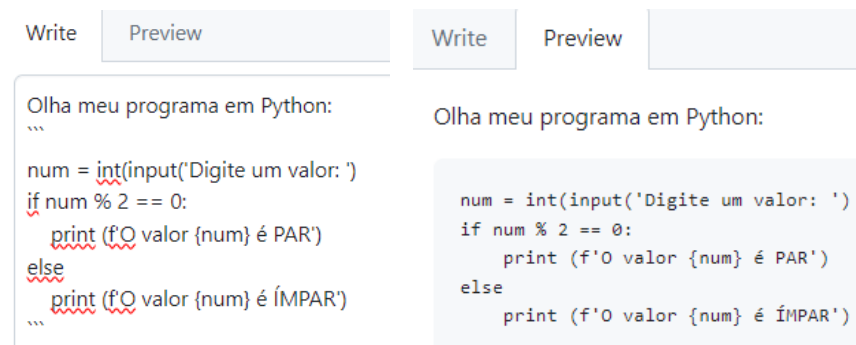 Write Preview
Olha meu programa em Python:
```
num = int(input('Digite um valor: ')
if num % 2 == 0:
    print (f'O valor {num} é PAR')
else
    print (f'O valor {num} é ÍMPAR')
```
Write Preview
Olha meu programa em Python:
num = int(input('Digite um valor: ')
if num % 2 == 0:
    print (f'O valor {num} é PAR')
else
    print (f'O valor {num} é ÍMPAR')